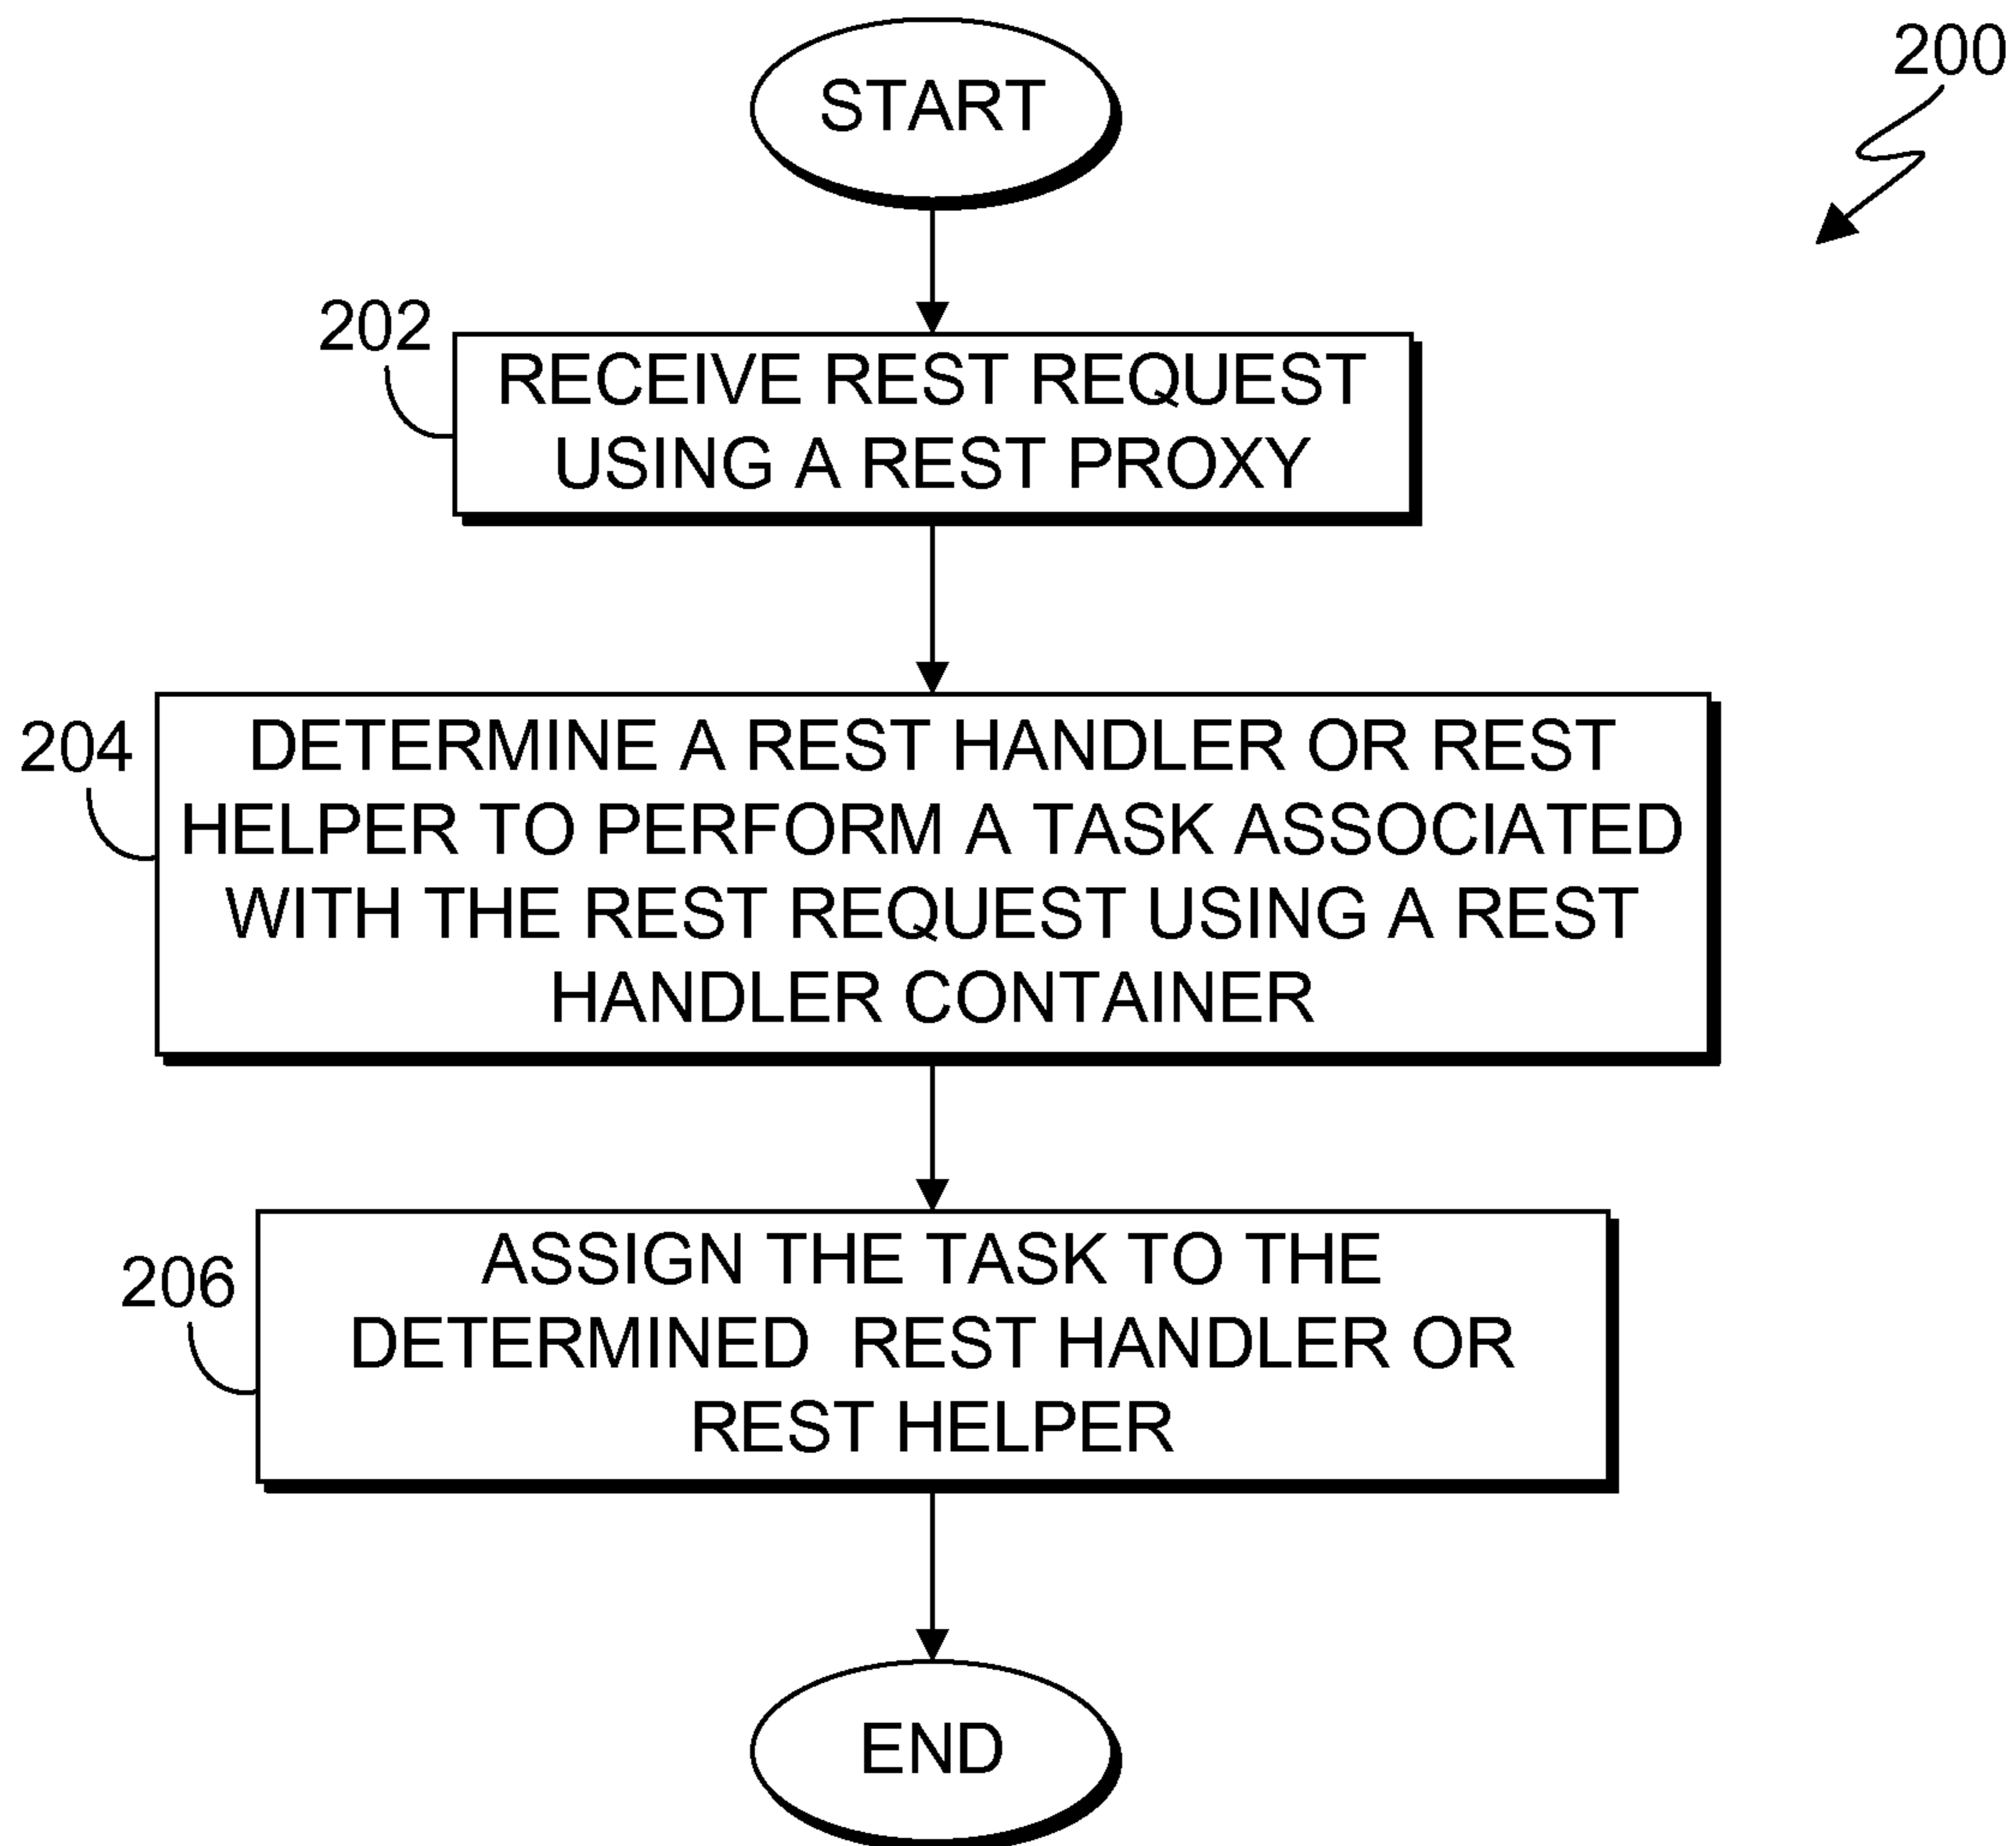 START
200
202
RECEIVE REST REQUEST
USING A REST PROXY
204
DETERMINE A REST HANDLER OR REST
HELPER TO PERFORM A TASK ASSOCIATED
WITH THE REST REQUEST USING A REST
HANDLER CONTAINER
206
ASSIGN THE TASK TO THE
DETERMINED REST HANDLER OR
REST HELPER
END